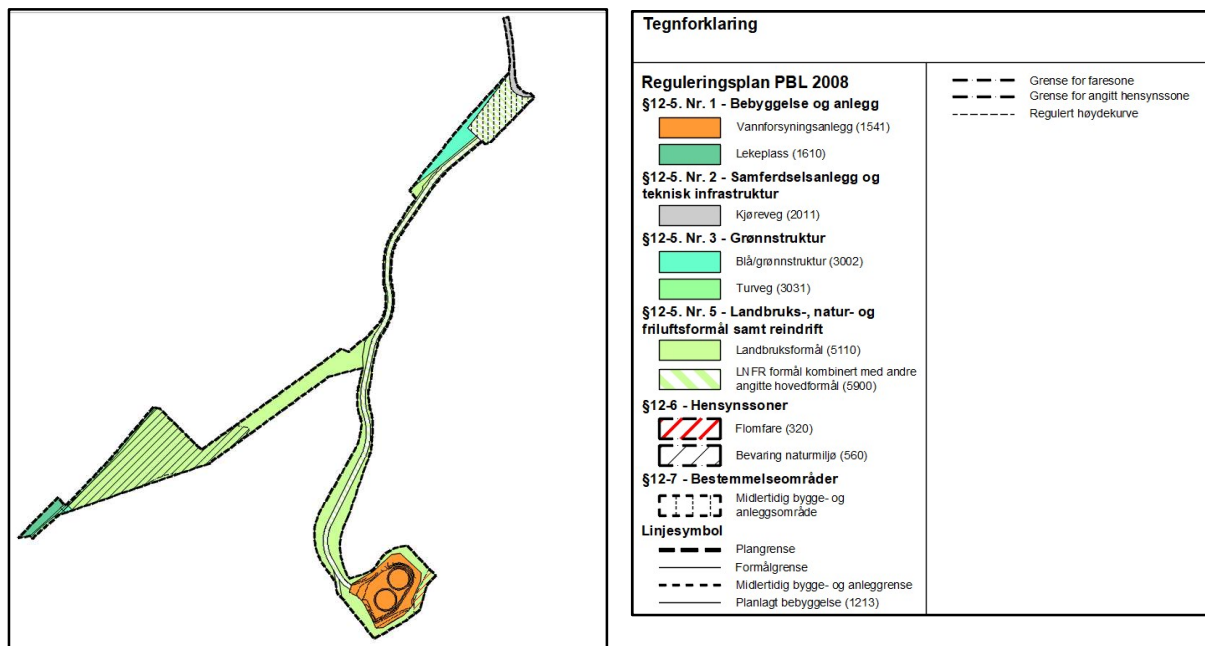 Tegnforklaring
Reguleringsplan PBL 2008
§12-5. Nr. 1 - Bebyggelse og anlegg
Vannforsyningsanlegg (1541)
Lekeplass (1610)
§12-5. Nr. 2 - Samferdselsanlegg og
teknisk infrastruktur
Kjøreveg (2011)
§12-5. Nr. 3 - Grønnstruktur
Blå/grønnstruktur (3002)
Turveg (3031)
§12-5. Nr. 5 - Landbruks-, natur- og
friluftsformål samt reindrift
Landbruksformål (5110)
LNFR formål kombinert med andre
angitte hovedformål (5900)
§12-6 - Hensynssoner
Flomfare (320)
Bevaring naturmiljø (560)
§12-7 - Bestemmelseområder
Midlertidig bygge- og
anleggsområde
Linjesymbol
Plangrense
Formålgrense
Midlertidig bygge- og anleggrense
Planlagt bebyggelse (1213)
Grense for faresone
Grense for angitt hensynssone
Regulert høydekurve